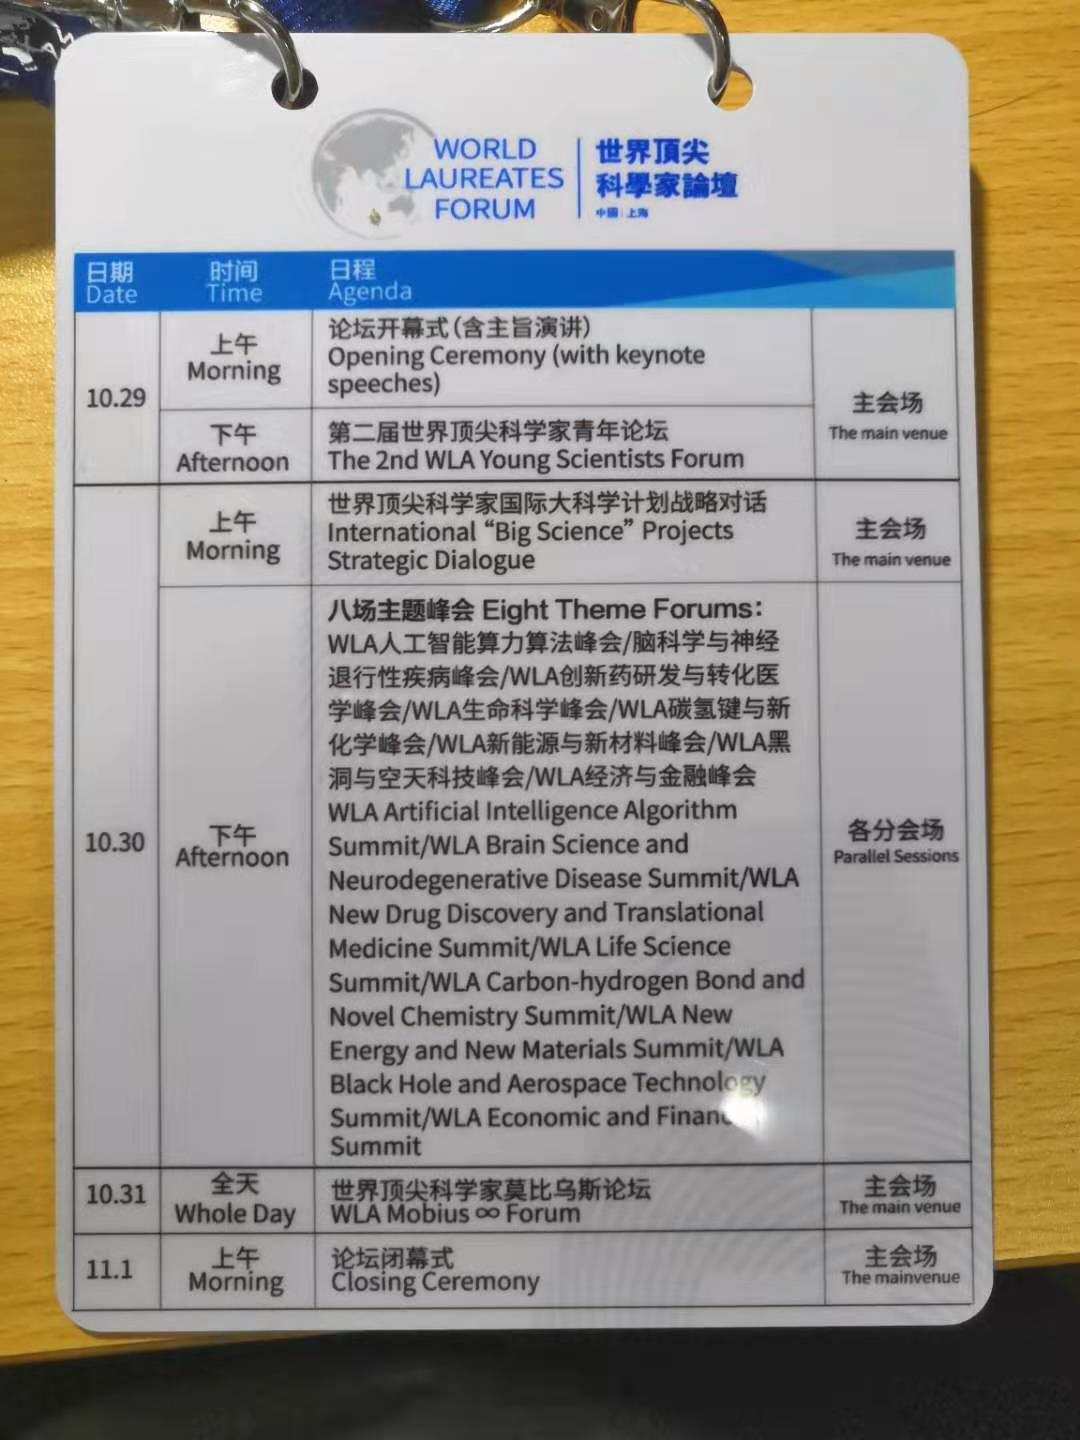 WORLD
LAUREATES
FORUM
世界頂尖
科學家論壇
中國 上海
日期
Date
时间
Time
日程
Agenda
10.29
上午
Morning
论坛开幕式(含主旨演讲)
Opening Ceremony (with keynote
speeches)
下午
Afternoon
第二届世界顶尖科学家青年论坛
The 2nd WLA Young Scientists Forum
主会场
The main venue
10.30
上午
Morning
世界顶尖科学家国际大科学计划战略对话
International “Big Science” Projects
Strategic Dialogue
主会场
The main venue
下午
Afternoon
八场主题峰会 Eight Theme Forums:
WLA人工智能算力算法峰会/脑科学与神经
退行性疾病峰会/WLA创新药研发与转化医
学峰会/WLA生命科学峰会/WLA碳氢键与新
化学峰会/WLA新能源与新材料峰会/WLA黑
洞与空天科技峰会/WLA经济与金融峰会
WLA Artificial Intelligence Algorithm
Summit/WLA Brain Science and
Neurodegenerative Disease Summit/WLA
New Drug Discovery and Translational
Medicine Summit/WLA Life Science
Summit/WLA Carbon-hydrogen Bond and
Novel Chemistry Summit/WLA New
Energy and New Materials Summit/WLA
Black Hole and Aerospace Technology
Summit/WLA Economic and
Summit
各分会场
Parallel Sessions
10.31
全天
Whole Day
世界顶尖科学家莫比乌斯论坛
WLA Mobius ∞ Forum
主会场
The main venue
11.1
上午
Morning
论坛闭幕式
Closing Ceremony
主会场
The mainvenue